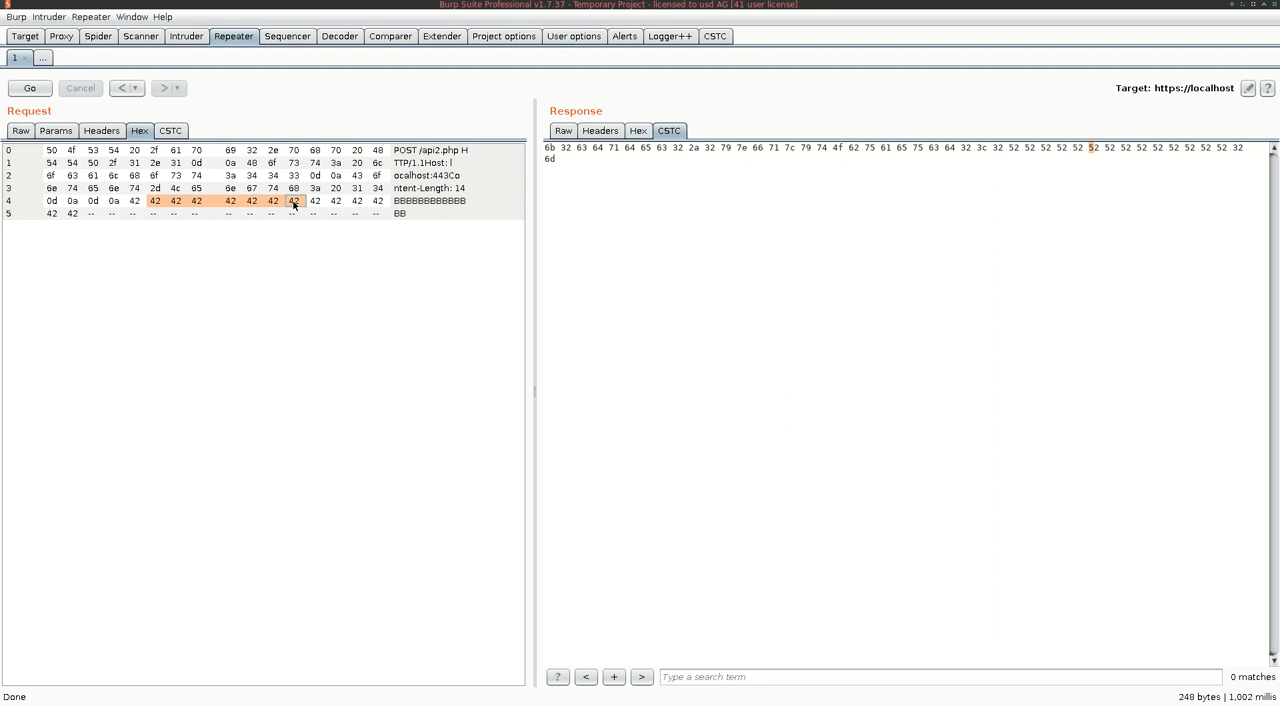 Burp Suite Professional v1.7.37 - Temporary Project - licensed to usd AG [41 user license]
Burp Intruder Repeater Window Help
Target Proxy Spider Scanner Intruder Repeater Sequencer Decoder Comparer Extender Project options User options Alerts Logger++ CSTC
1 × ...
Go Cancel < > Target: https://localhost ?
Request
Raw Params Headers Hex CSTC
0 50 4f 53 54 20 2f 61 70 69 32 2e 70 68 70 20 48 POST /api2.php H
1 54 54 50 2f 31 2e 31 0d 0a 48 6f 73 74 3a 20 6c TTP/1.1Host: l
2 6f 63 61 6c 68 6f 73 74 3a 34 34 33 0d 0a 43 6f ocalhost:443Co
3 6e 74 65 6e 74 2d 4c 65 6e 67 74 68 3a 20 31 34 ntent-Length: 14
4 0d 0a 0d 0a 42 42 42 42 42 42 42 42 42 42 42 42 BBBBBBBBBBBB
5 42 42 -- -- -- -- -- -- -- -- -- -- -- -- -- -- BB
Response
Raw Headers Hex CSTC
6b 32 63 64 71 64 65 63 32 2a 32 79 7e 66 71 7c 79 74 4f 62 75 61 65 75 63 64 32 3c 32 52 52 52 52 52 52 52 52 52 52 52 52 52 52 32
6d
? < + > Type a search term 0 matches
Done 248 bytes | 1,002 millis